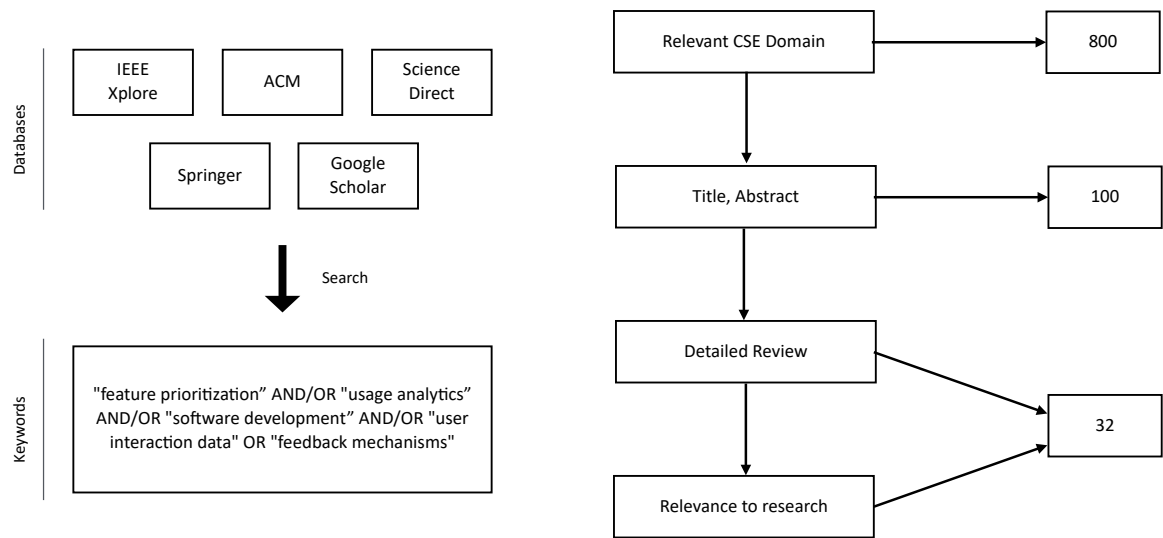 Databases
IEEE
Xplore
ACM
Science
Direct
Springer
Google
Scholar
Search
Keywords
"feature prioritization” AND/OR "usage analytics”
AND/OR "software development” AND/OR "user
interaction data" OR "feedback mechanisms"
Relevant CSE Domain
800
Title, Abstract
100
Detailed Review
32
Relevance to research